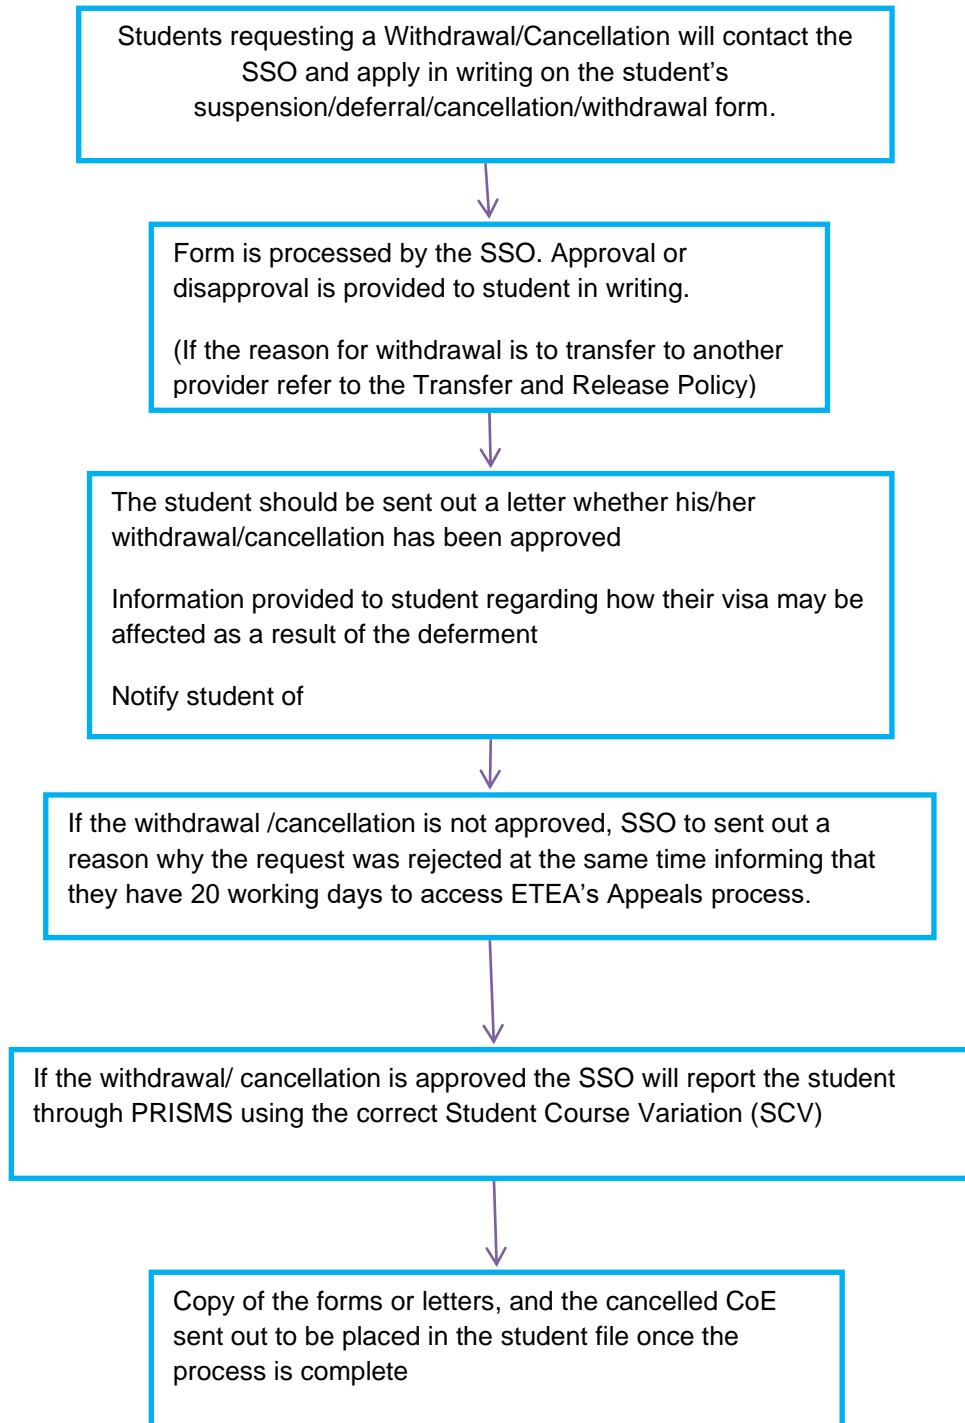 Students requesting a Withdrawal/Cancellation will contact the
SSO and apply in writing on the student’s
suspension/deferral/cancellation/withdrawal form.
Form is processed by the SSO. Approval or
disapproval is provided to student in writing.
(If the reason for withdrawal is to transfer to another
provider refer to the Transfer and Release Policy)
The student should be sent out a letter whether his/her
withdrawal/cancellation has been approved
Information provided to student regarding how their visa may be
affected as a result of the deferment
Notify student of
If the withdrawal /cancellation is not approved, SSO to sent out a
reason why the request was rejected at the same time informing that
they have 20 working days to access ETEA’s Appeals process.
If the withdrawal/ cancellation is approved the SSO will report the student
through PRISMS using the correct Student Course Variation (SCV)
Copy of the forms or letters, and the cancelled CoE
sent out to be placed in the student file once the
process is complete